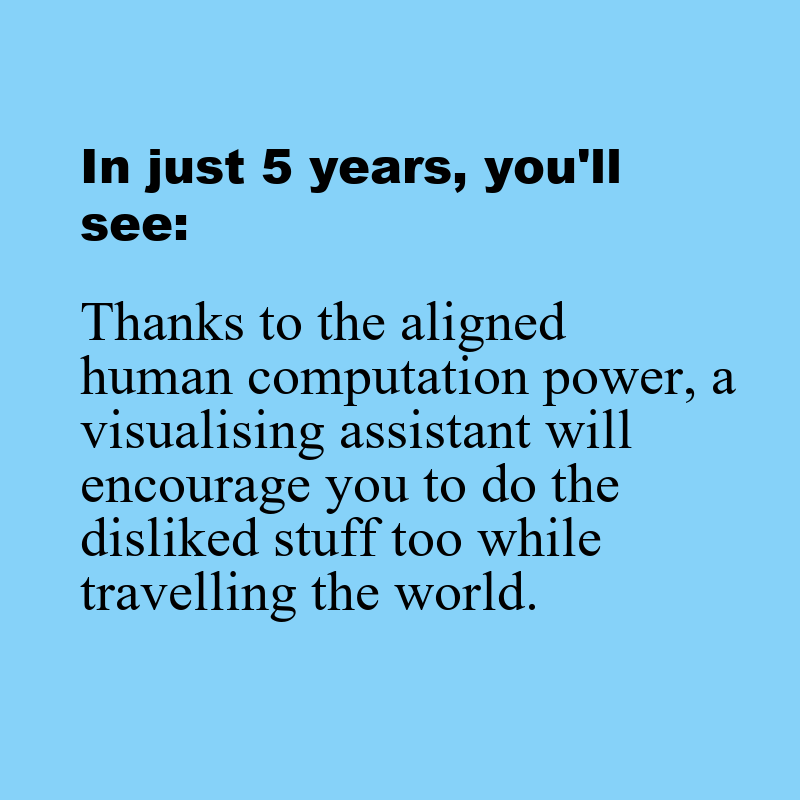 In just 5 years, you'll
see:
Thanks to the aligned
human computation power, a
visualising assistant will
encourage you to do the
disliked stuff too while
travelling the world.